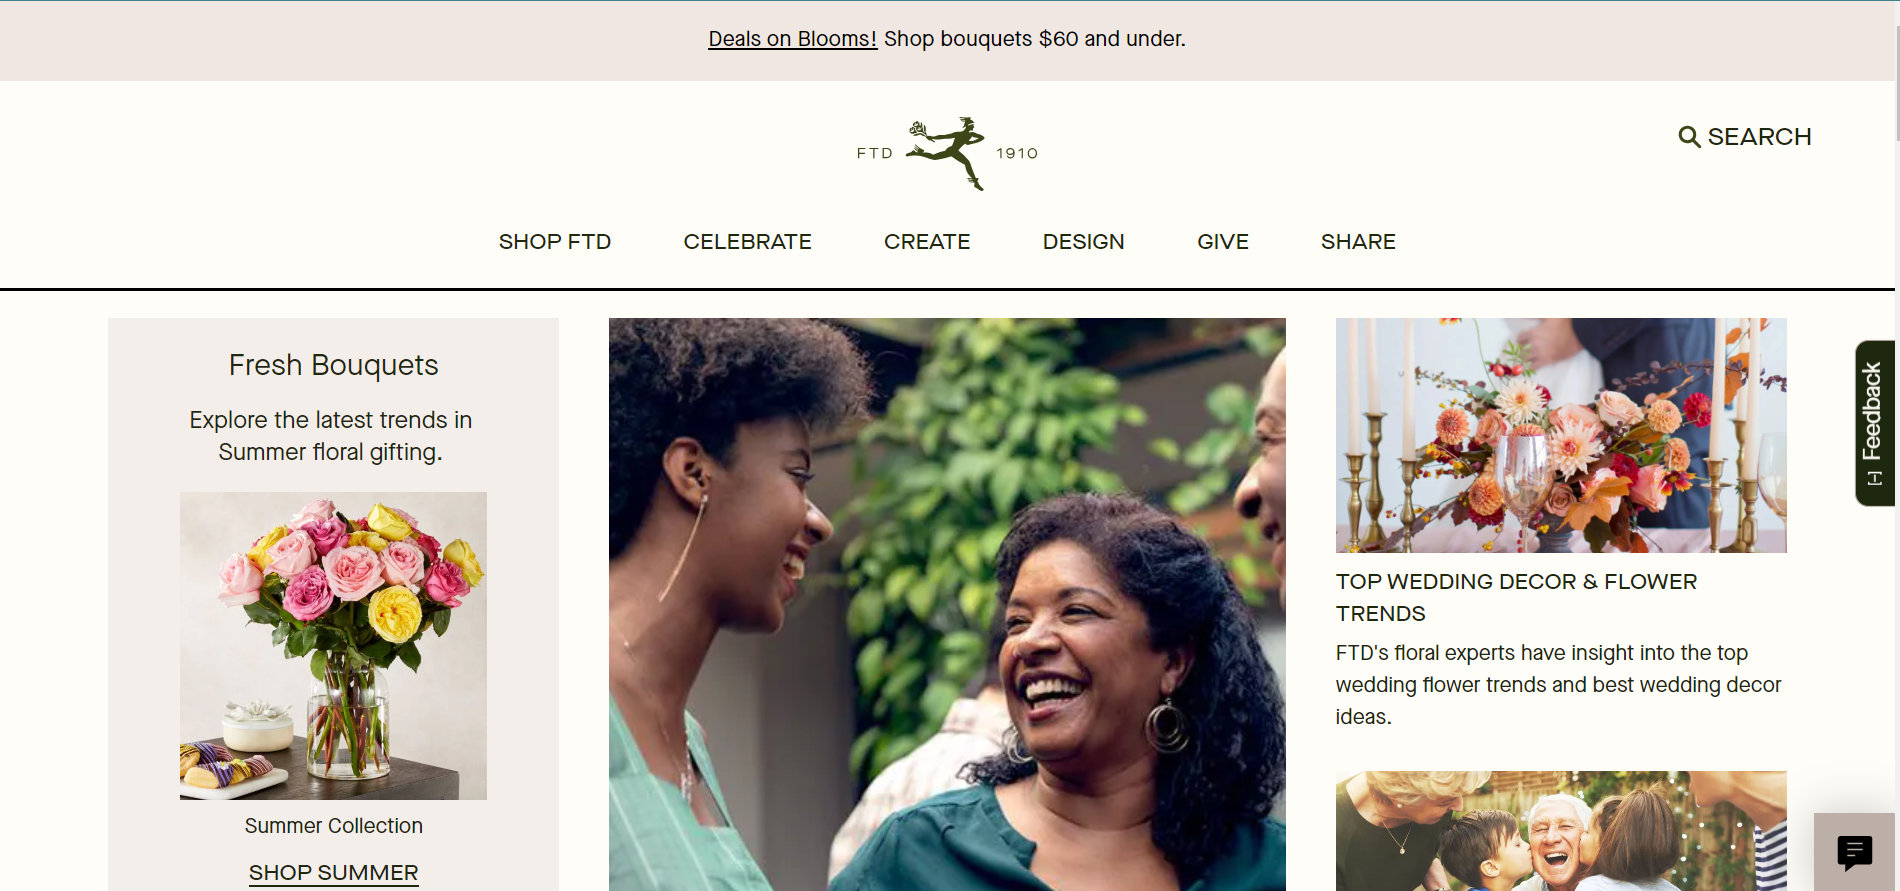 Deals on Blooms! Shop bouquets $60 and under.
FTD 1910
SEARCH
SHOP FTD CELEBRATE CREATE DESIGN GIVE SHARE
Fresh Bouquets
Explore the latest trends in
Summer floral gifting.
Summer Collection
SHOP SUMMER
TOP WEDDING DECOR & FLOWER
TRENDS
FTD's floral experts have insight into the top
wedding flower trends and best wedding decor
ideas.
[-] Feedback